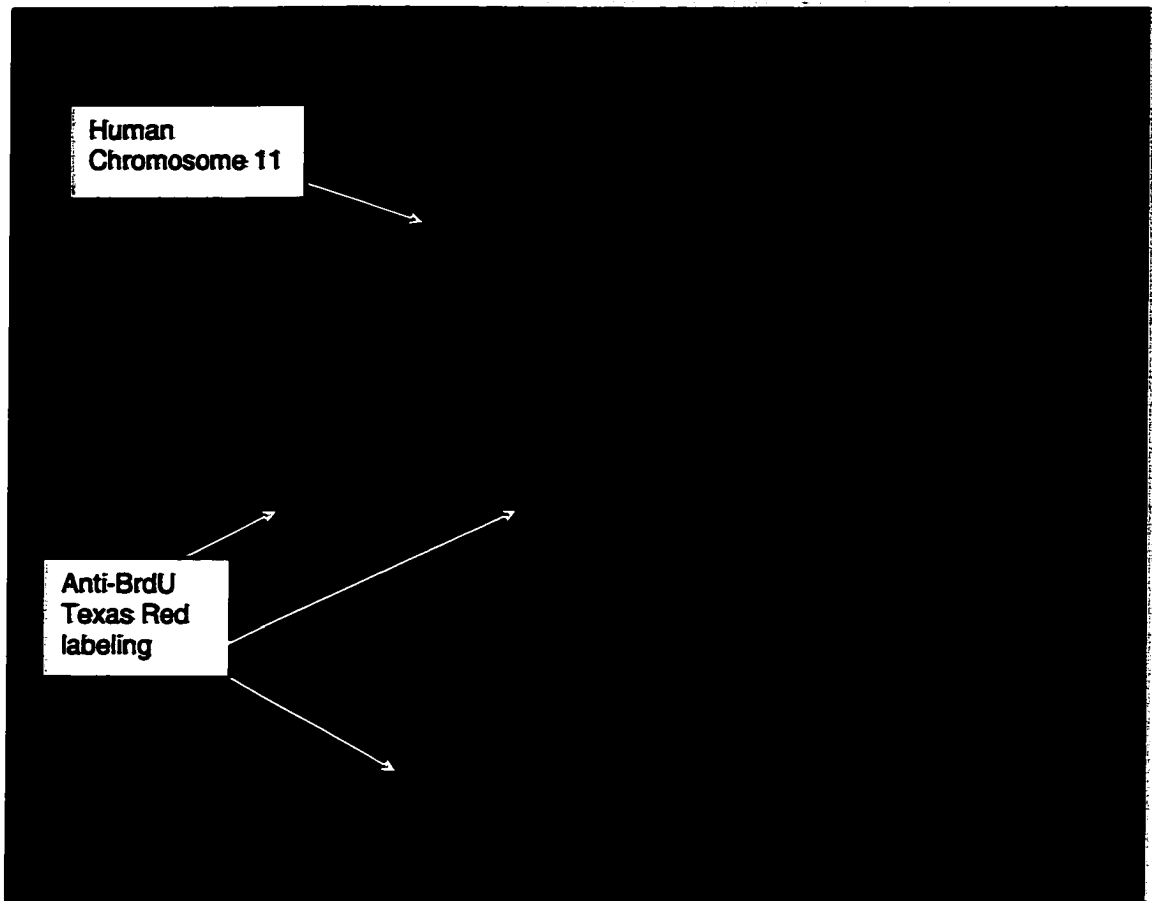 Human
Chromosome 11
Anti-BrdU
Texas Red
labeling